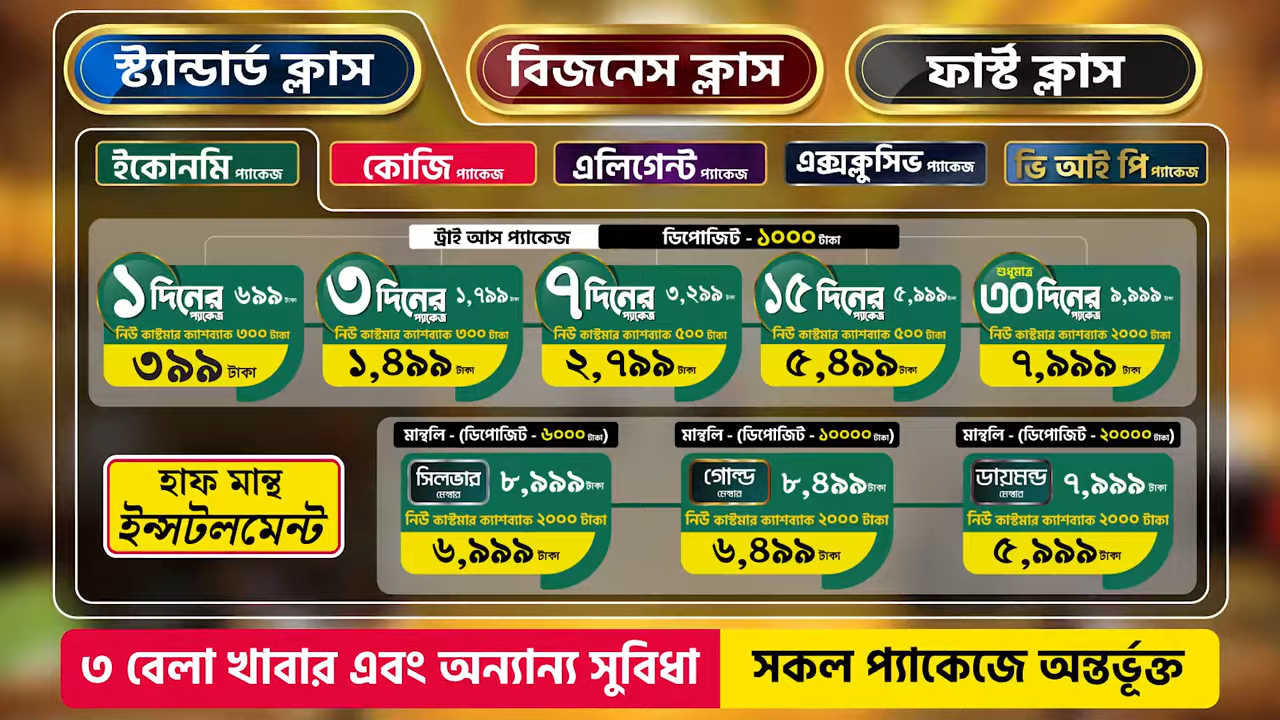 স্ট্যান্ডার্ড ক্লাস
বিজনেস ক্লাস
ফার্স্ট ক্লাস
ইকোনমি প্যাকেজ
কোজি প্যাকেজ
এলিগেন্ট প্যাকেজ
এক্সক্লুসিভ প্যাকেজ
ভি আই পি প্যাকেজ
ট্রাই আস প্যাকেজ
ডিপোজিট - ১০০০ টাকা
১ দিনের প্যাকেজ ৬৯৯ টাকা
নিউ কাস্টমার ক্যাশব্যাক ৩০০ টাকা
৩৯৯ টাকা
৩ দিনের প্যাকেজ ১,৭৯৯ টাকা
নিউ কাস্টমার ক্যাশব্যাক ৩০০ টাকা
১,৪৯৯ টাকা
৭ দিনের প্যাকেজ ৩,২৯৯ টাকা
নিউ কাস্টমার ক্যাশব্যাক ৫০০ টাকা
২,৭৯৯ টাকা
১৫ দিনের প্যাকেজ ৫,৯৯৯ টাকা
নিউ কাস্টমার ক্যাশব্যাক ৫০০ টাকা
৫,৪৯৯ টাকা
শুধুমাত্র
৩০ দিনের প্যাকেজ ৯,৯৯৯ টাকা
নিউ কাস্টমার ক্যাশব্যাক ২০০০ টাকা
৭,৯৯৯ টাকা
হাফ মান্থ
ইন্সটলমেন্ট
মান্থলি - (ডিপোজিট - ৬০০০ টাকা)
সিলভার মেম্বার ৮,৯৯৯ টাকা
নিউ কাস্টমার ক্যাশব্যাক ২০০০ টাকা
৬,৯৯৯ টাকা
মান্থলি - (ডিপোজিট - ১০০০০ টাকা)
গোল্ড মেম্বার ৮,৪৯৯ টাকা
নিউ কাস্টমার ক্যাশব্যাক ২০০০ টাকা
৬,৪৯৯ টাকা
মান্থলি - (ডিপোজিট - ২০০০০ টাকা)
ডায়মন্ড মেম্বার ৭,৯৯৯ টাকা
নিউ কাস্টমার ক্যাশব্যাক ২০০০ টাকা
৫,৯৯৯ টাকা
৩ বেলা খাবার এবং অন্যান্য সুবিধা
সকল প্যাকেজে অন্তর্ভূক্ত